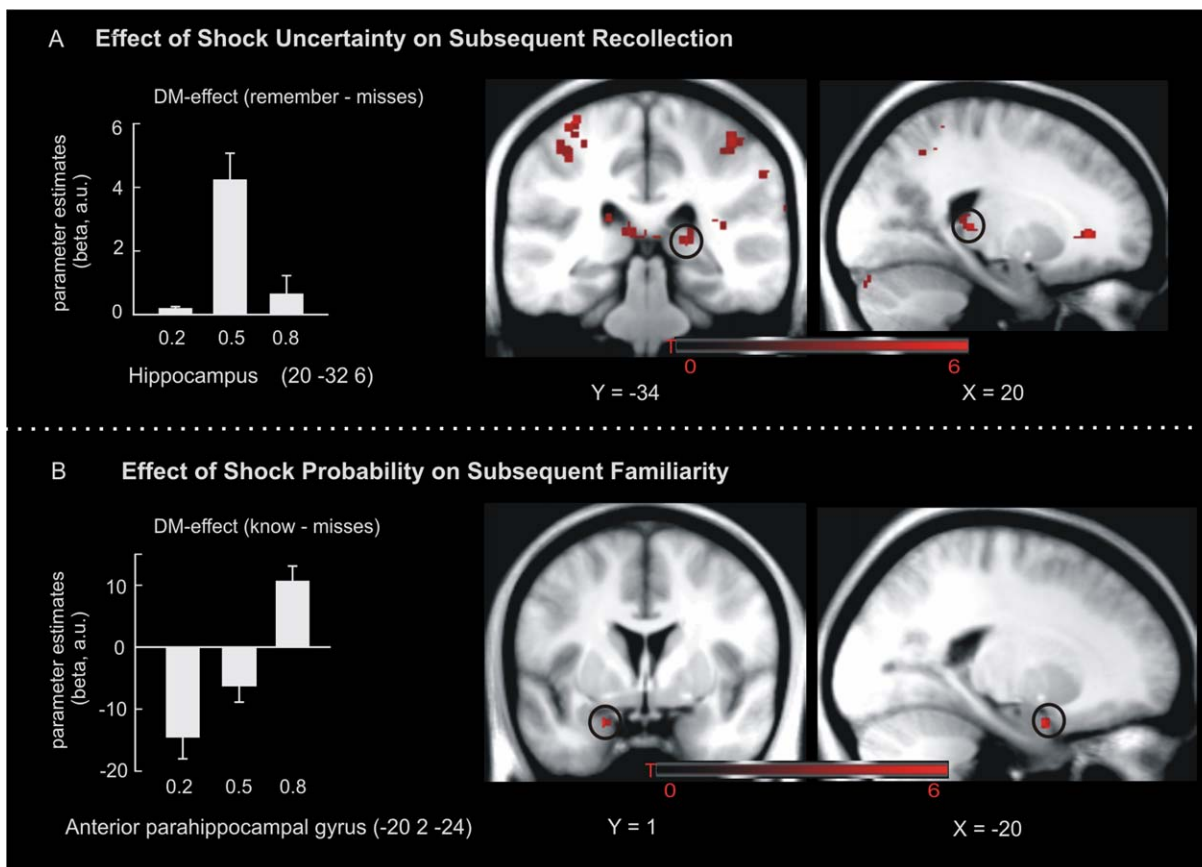 A Effect of Shock Uncertainty on Subsequent Recollection
DM-effect (remember - misses)
parameter estimates
(beta, a.u.)
6
4
2
0
0.2 0.5 0.8
Hippocampus (20 -32 6)
T
0 6
Y = -34 X = 20
B Effect of Shock Probability on Subsequent Familiarity
DM-effect (know - misses)
parameter estimates
(beta, a.u.)
10
0
-10
-20
0.2 0.5 0.8
Anterior parahippocampal gyrus (-20 2 -24)
T
0 6
Y = 1 X = -20